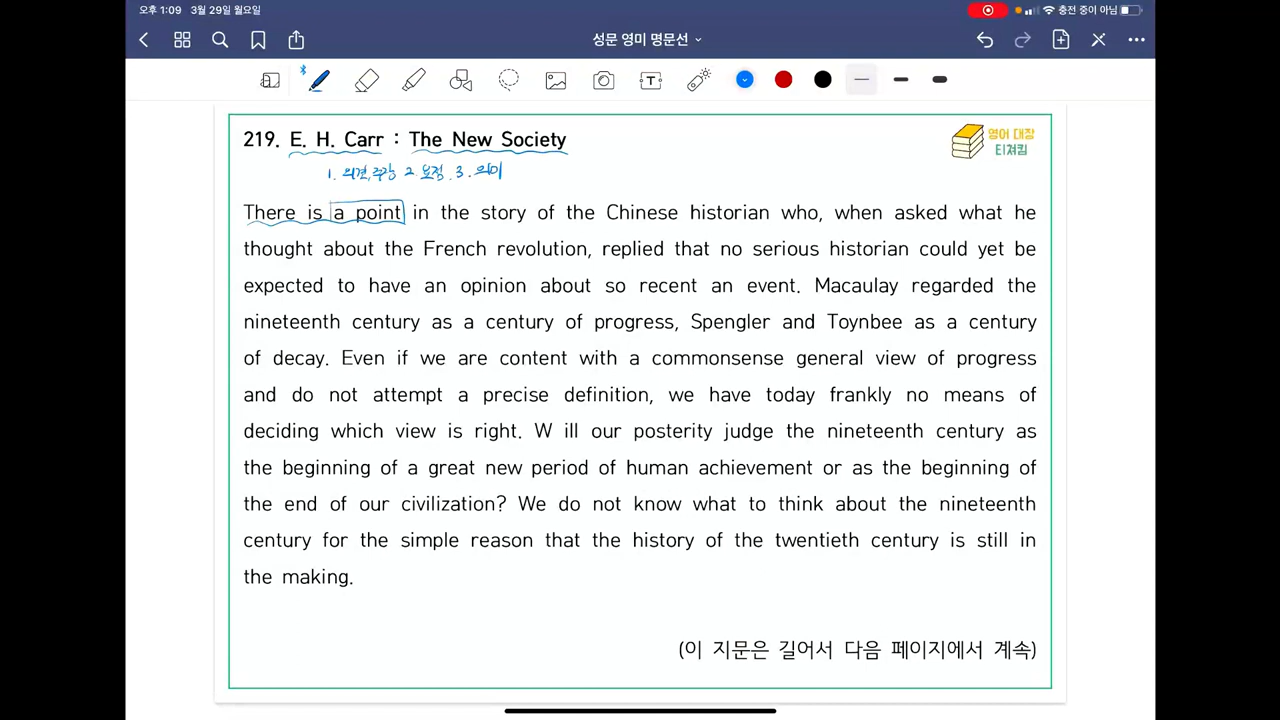 오후 1:09 3월 29일 월요일
충전 중이 아님
성문 영미 명문선
219. E. H. Carr : The New Society
영어 대장
티쳐킴
1. 의견, 주장 2. 요점. 3. 의미
There is a point in the story of the Chinese historian who, when asked what he
thought about the French revolution, replied that no serious historian could yet be
expected to have an opinion about so recent an event. Macaulay regarded the
nineteenth century as a century of progress, Spengler and Toynbee as a century
of decay. Even if we are content with a commonsense general view of progress
and do not attempt a precise definition, we have today frankly no means of
deciding which view is right. W ill our posterity judge the nineteenth century as
the beginning of a great new period of human achievement or as the beginning of
the end of our civilization? We do not know what to think about the nineteenth
century for the simple reason that the history of the twentieth century is still in
the making.
(이 지문은 길어서 다음 페이지에서 계속)